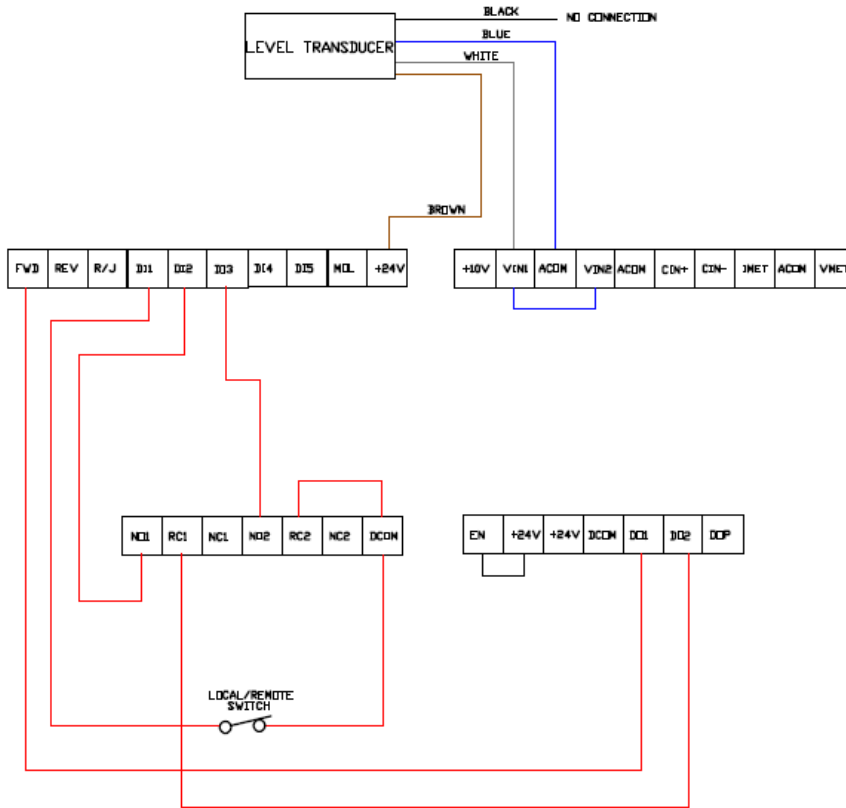 BLACK
NO CONNECTION
BLUE
LEVEL TRANSDUCER
WHITE
BROWN
FWD REV R/J DI1 DI2 DI3 DI4 DI5 MOL +24V
+10V VIN1 ACOM VIN2 ACOM CIN+ CIN- IMET ACOM VMET
NO1 RC1 NC1 NO2 RC2 NC2 DCOM
EN +24V +24V DCOM DO1 DO2 DOP
LOCAL/REMOTE
SWITCH